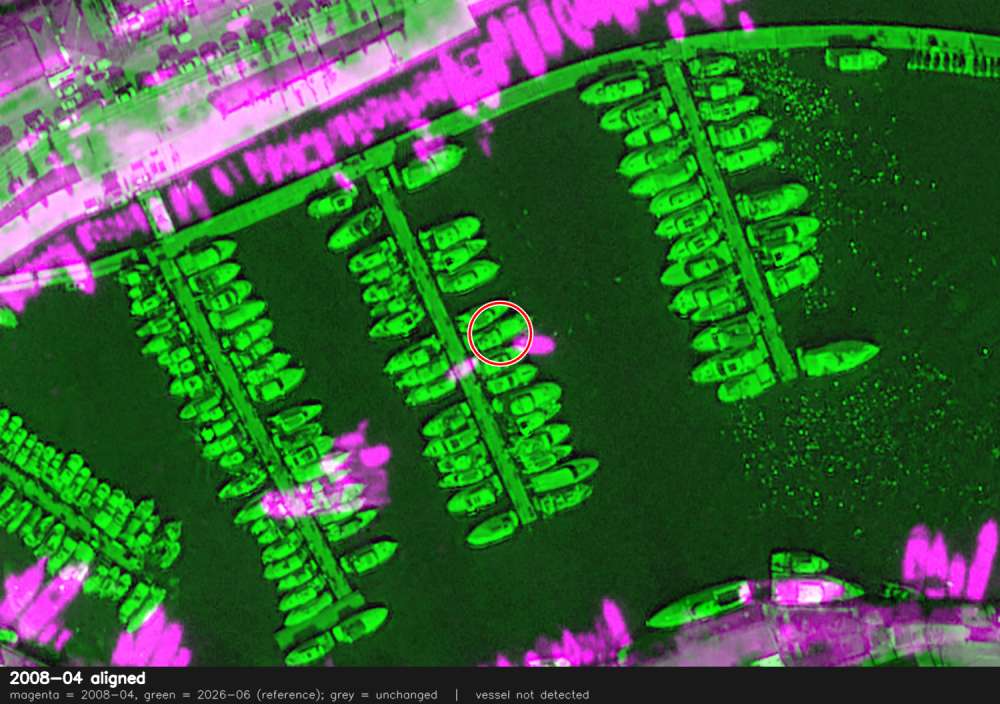 2008-04 aligned
magenta = 2008-04, green = 2026-06 (reference); grey = unchanged | vessel not detected